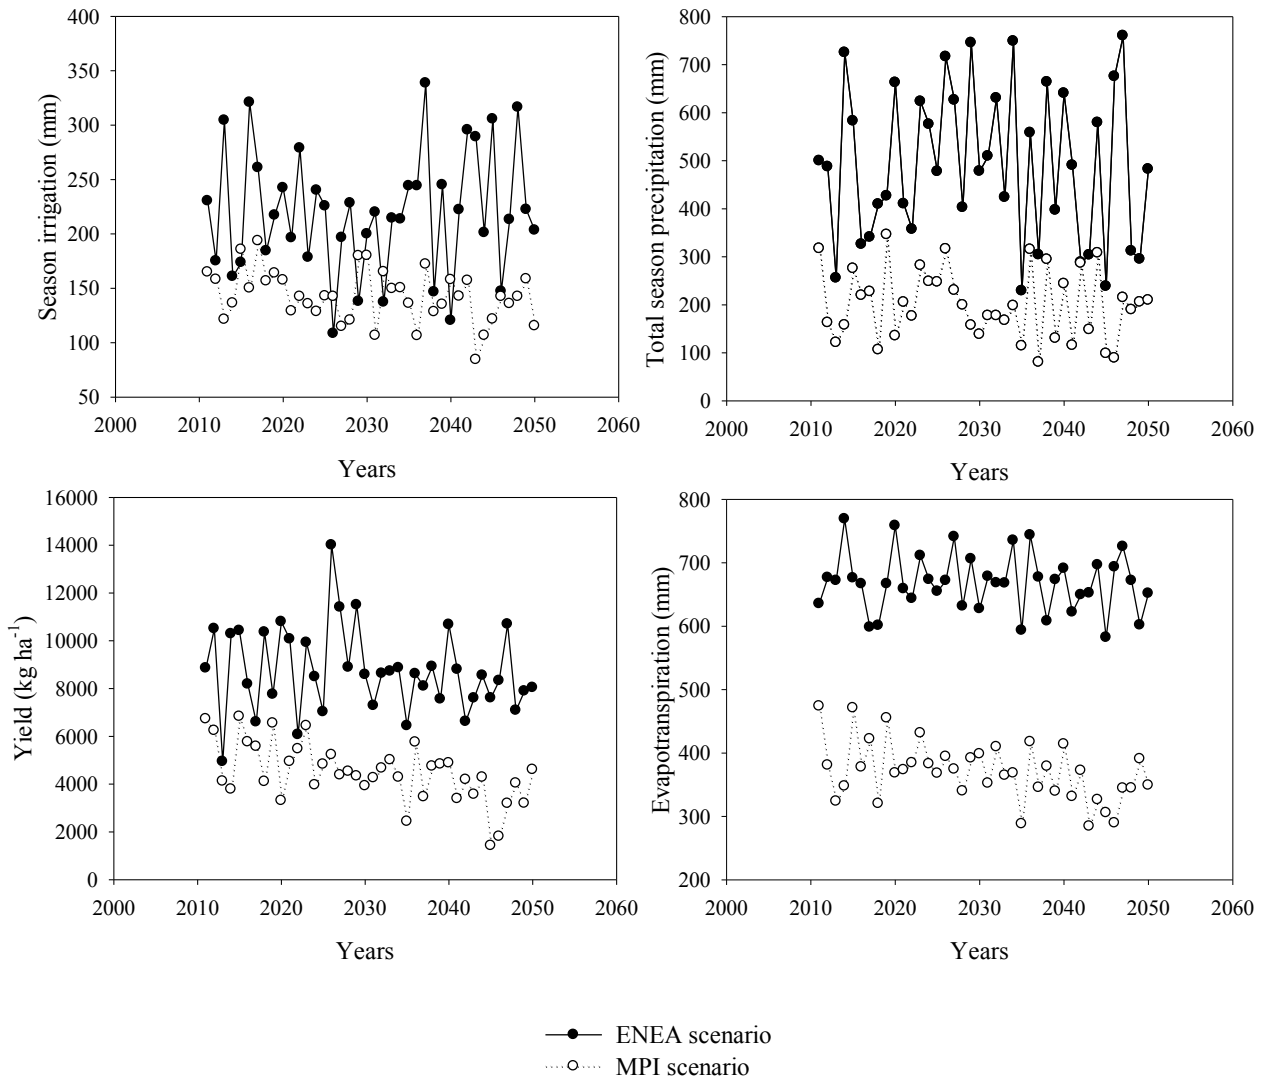 Season irrigation (mm)
400
350
300
250
200
150
100
50
2000 2010 2020 2030 2040 2050 2060
Years
Total season precipitation (mm)
800
700
600
500
400
300
200
100
0
2000 2010 2020 2030 2040 2050 2060
Years
Yield (kg ha⁻¹)
16000
14000
12000
10000
8000
6000
4000
2000
0
2000 2010 2020 2030 2040 2050 2060
Years
Evapotranspiration (mm)
800
700
600
500
400
300
200
2000 2010 2020 2030 2040 2050 2060
Years
ENEA scenario
MPI scenario